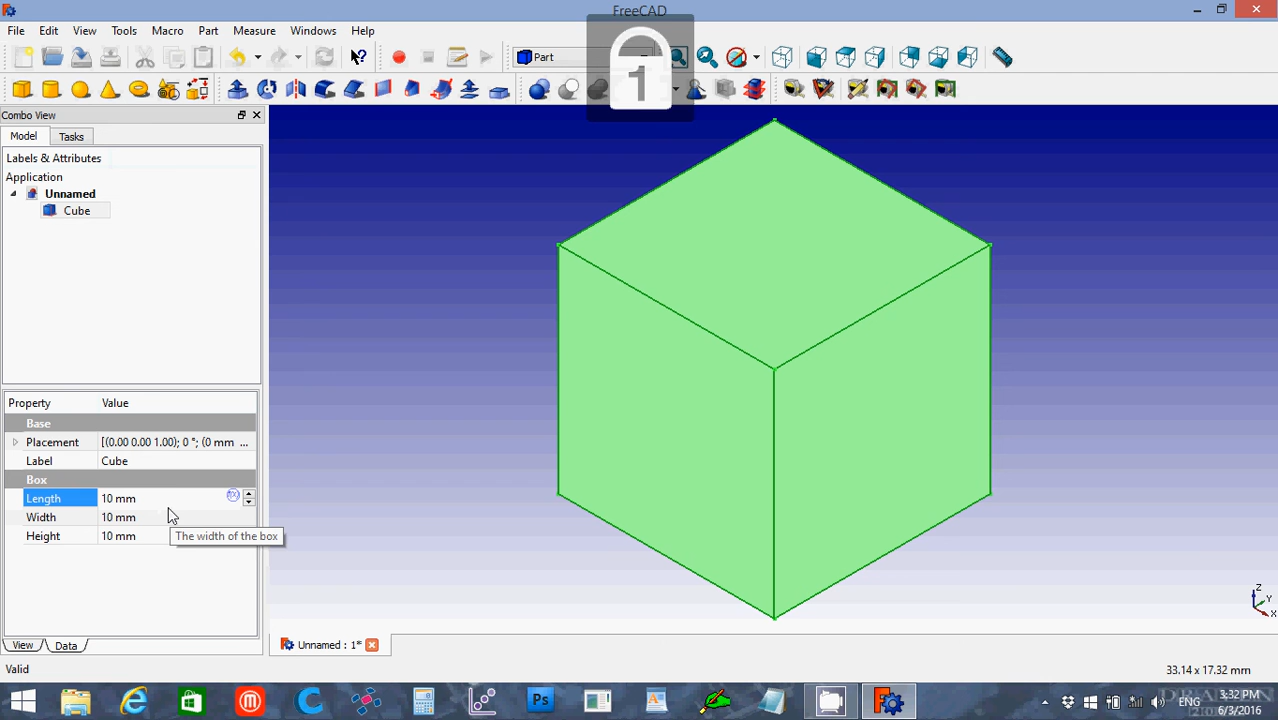 FreeCAD
File Edit View Tools Macro Part Measure Windows Help
1
Part
Combo View
Model Tasks
Labels & Attributes
Application
Unnamed
Cube
Property Value
Base
Placement [(0.00 0.00 1.00); 0 °; (0 mm ...
Label Cube
Box
Length 10 mm
Width 10 mm
Height 10 mm
The width of the box
View Data
Z
Y
X
Unnamed : 1*
Valid
33.14 x 17.32 mm
Ps
ENG
3:32 PM
6/3/2016